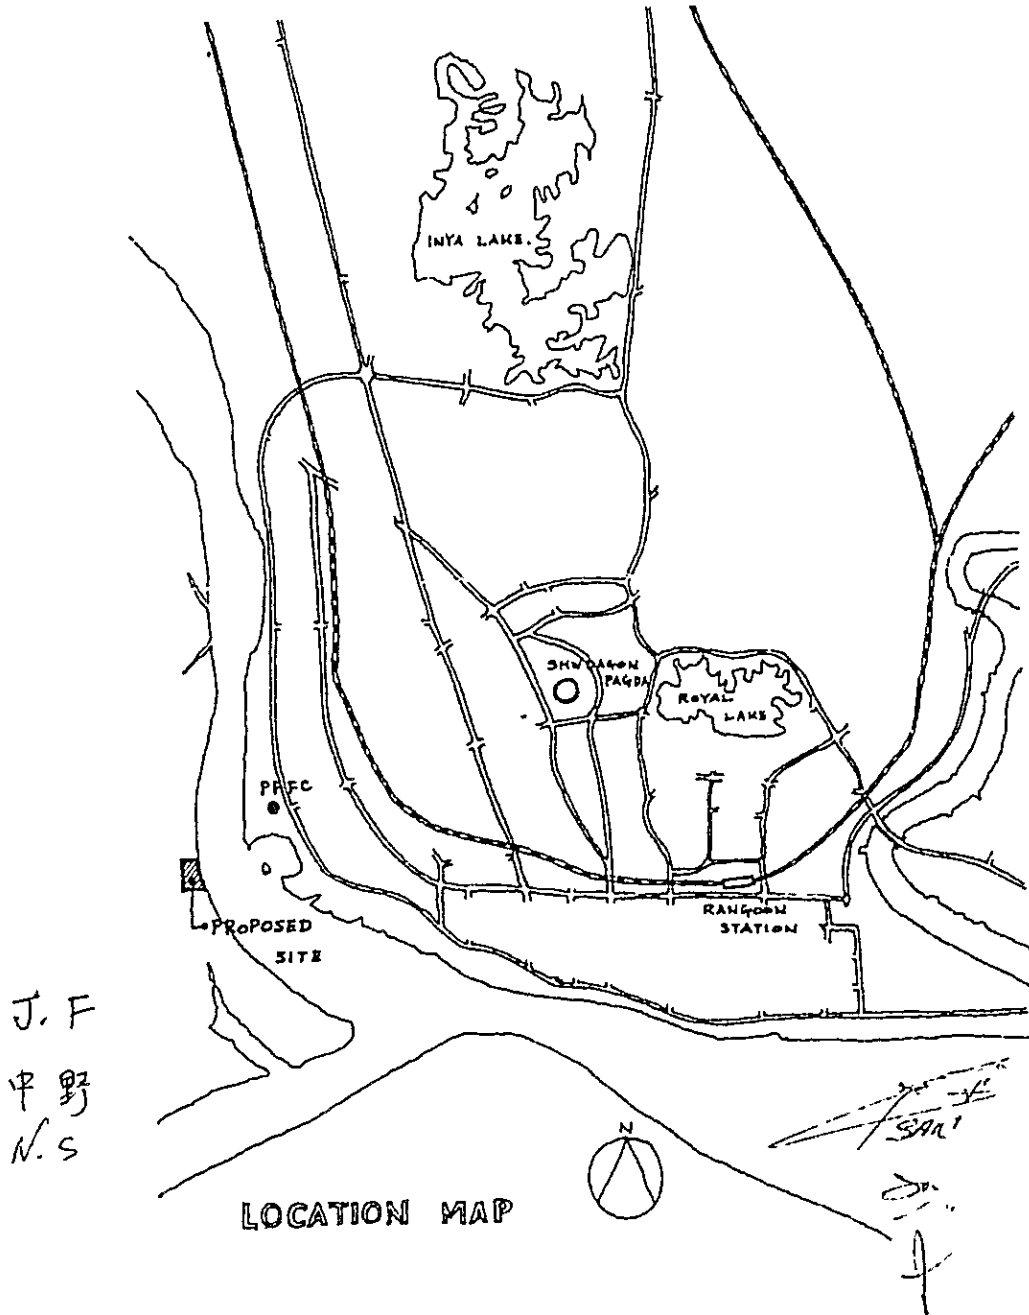 INYA LAKE.
SHWDAGON
PAGDA
ROYAL
LAKE
PPFC
RANGOON
STATION
PROPOSED
SITE
J. F
中野
N. S
N
LOCATION MAP